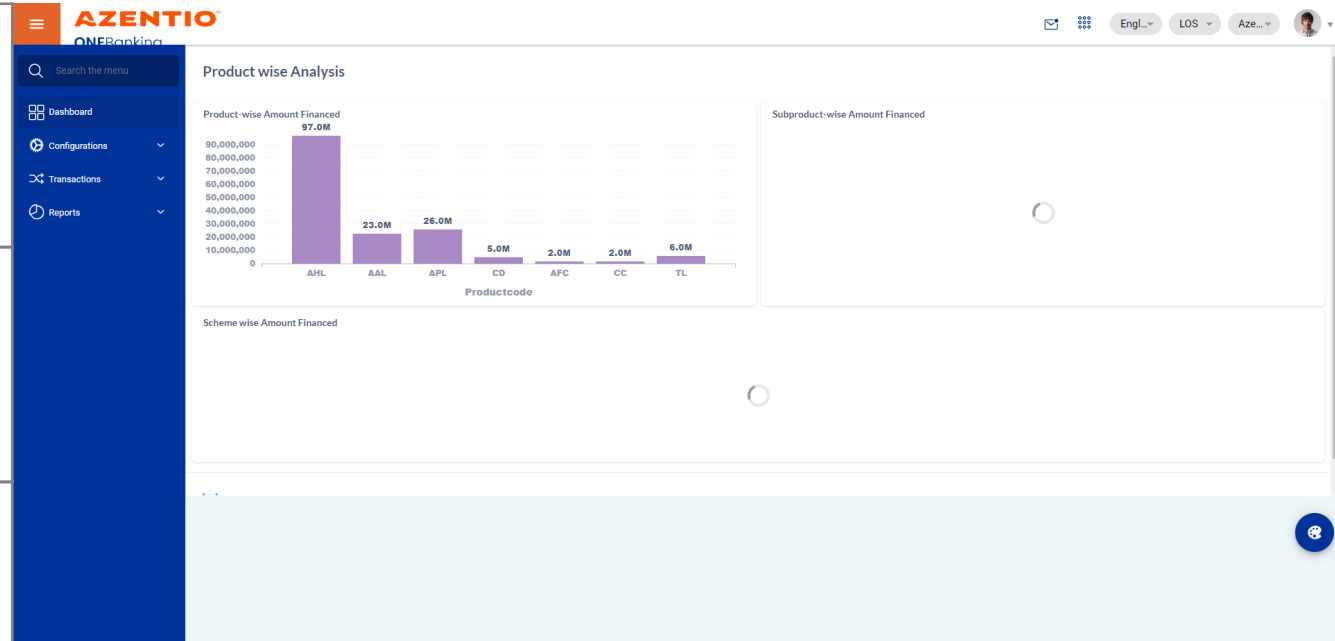 AZENTIO™
ONEBanking
Engl...
LOS
Aze...
Search the menu
Dashboard
Configurations
Transactions
Reports
Product wise Analysis
Product-wise Amount Financed
97.0M
90,000,000
80,000,000
70,000,000
60,000,000
50,000,000
40,000,000
30,000,000
20,000,000
10,000,000
0
23.0M
26.0M
5.0M
2.0M
2.0M
6.0M
AHL AAL APL CD AFC CC TL
Productcode
Subproduct-wise Amount Financed
Scheme wise Amount Financed